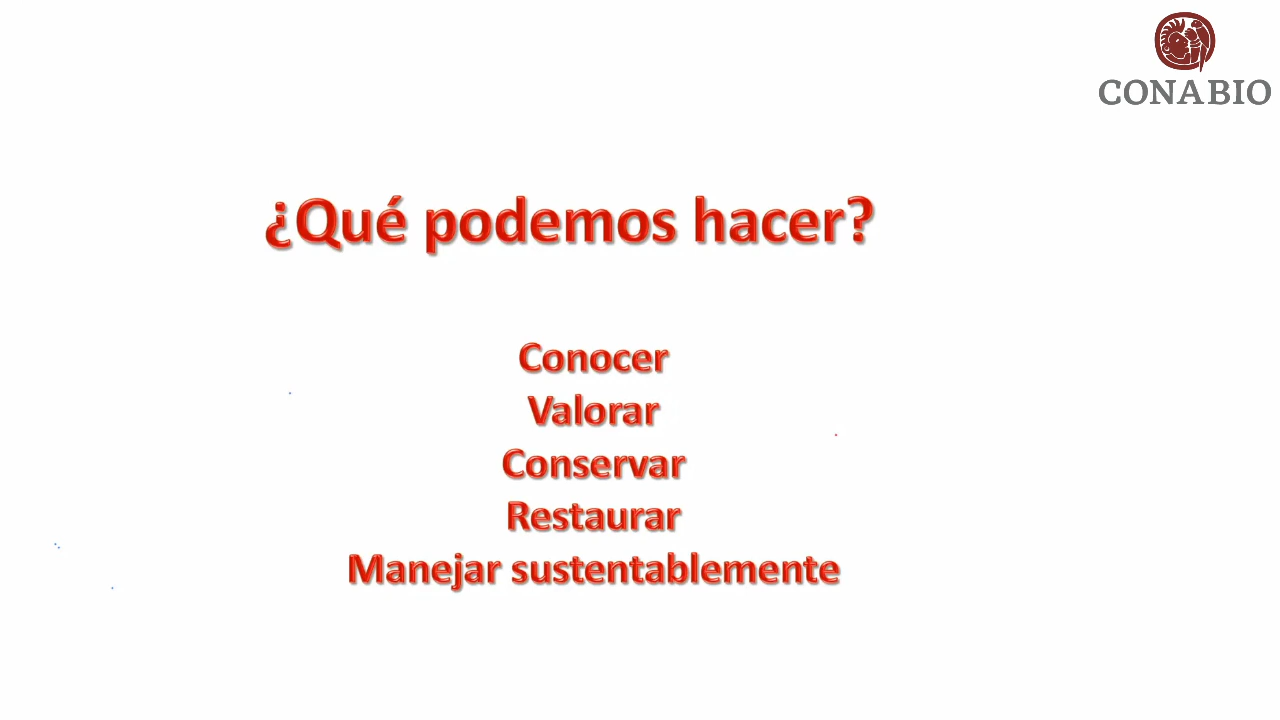 CONABIO
¿Qué podemos hacer?
Conocer
Valorar
Conservar
Restaurar
Manejar sustentablemente